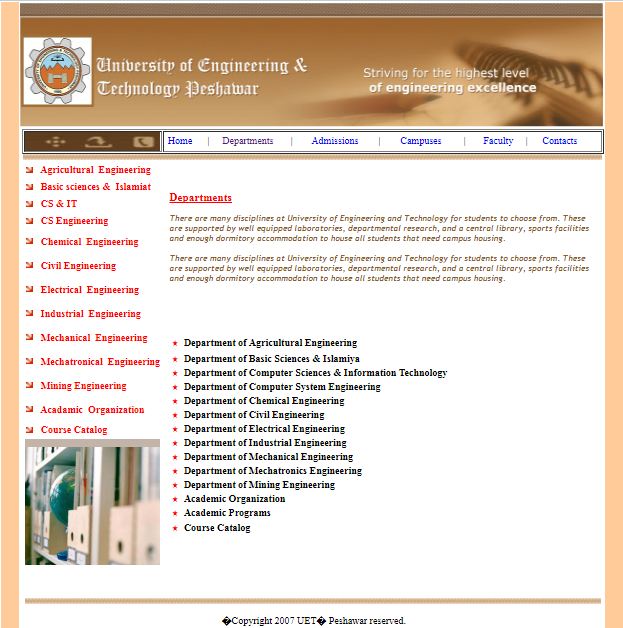 University of Engineering &
Technology Peshawar
Striving for the highest level
of engineering excellence
Home | Departments | Admissions | Campuses | Faculty | Contacts
Agricultural Engineering
Basic sciences & Islamiat
CS & IT
CS Engineering
Chemical Engineering
Civil Engineering
Electrical Engineering
Industrial Engineering
Mechanical Engineering
Mechatronical Engineering
Mining Engineering
Acadamic Organization
Course Catalog
Departments
There are many disciplines at University of Engineering and Technology for students to choose from. These
are supported by well equipped laboratories, departmental research, and a central library, sports facilities
and enough dormitory accommodation to house all students that need campus housing.
There are many disciplines at University of Engineering and Technology for students to choose from. These
are supported by well equipped laboratories, departmental research, and a central library, sports facilities
and enough dormitory accommodation to house all students that need campus housing.
Department of Agricultural Engineering
Department of Basic Sciences & Islamiya
Department of Computer Sciences & Information Technology
Department of Computer System Engineering
Department of Chemical Engineering
Department of Civil Engineering
Department of Electrical Engineering
Department of Industrial Engineering
Department of Mechanical Engineering
Department of Mechatronics Engineering
Department of Mining Engineering
Academic Organization
Academic Programs
Course Catalog
�Copyright 2007 UET� Peshawar reserved.